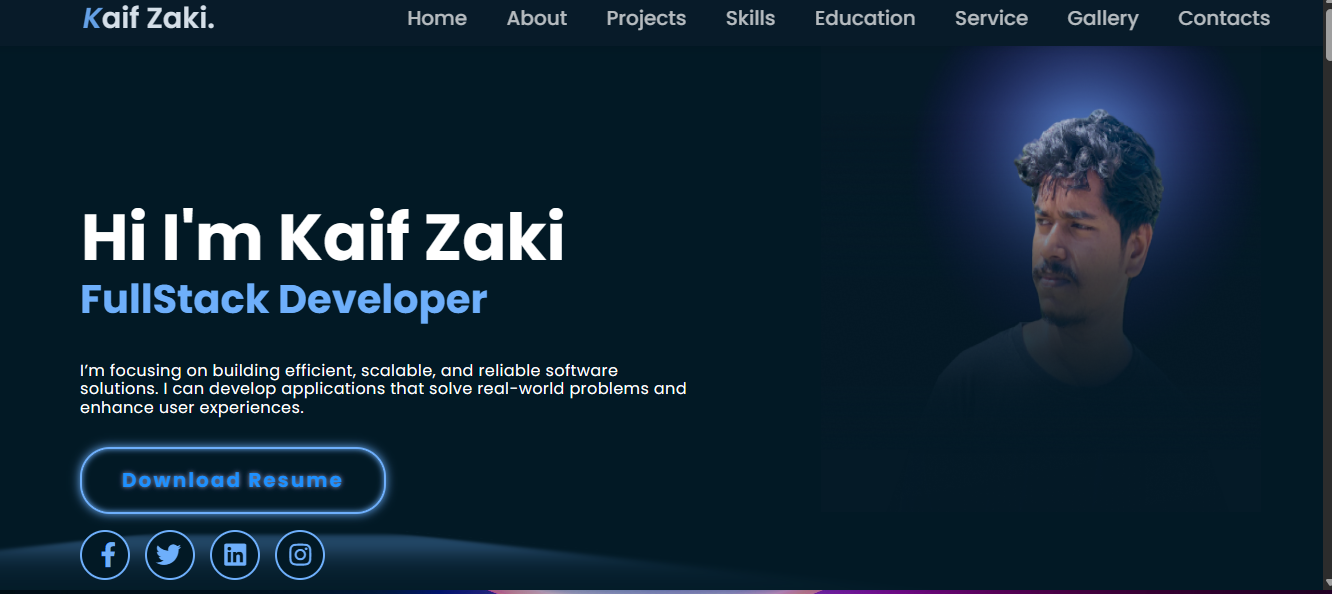 Kaif Zaki.
Home About Projects Skills Education Service Gallery Contacts
Hi I'm Kaif Zaki
FullStack Developer
I’m focusing on building efficient, scalable, and reliable software
solutions. I can develop applications that solve real-world problems and
enhance user experiences.
Download Resume